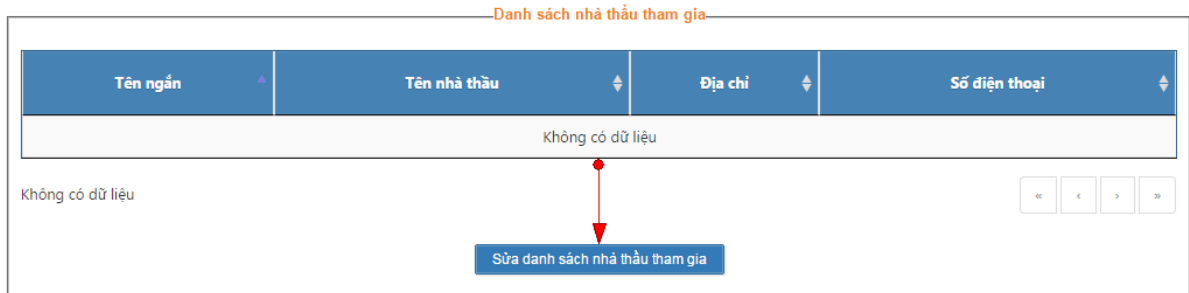 Danh sách nhà thầu tham gia
Tên ngắn Tên nhà thầu Địa chỉ Số điện thoại
Không có dữ liệu
Không có dữ liệu « ‹ › »
Sửa danh sách nhà thầu tham gia